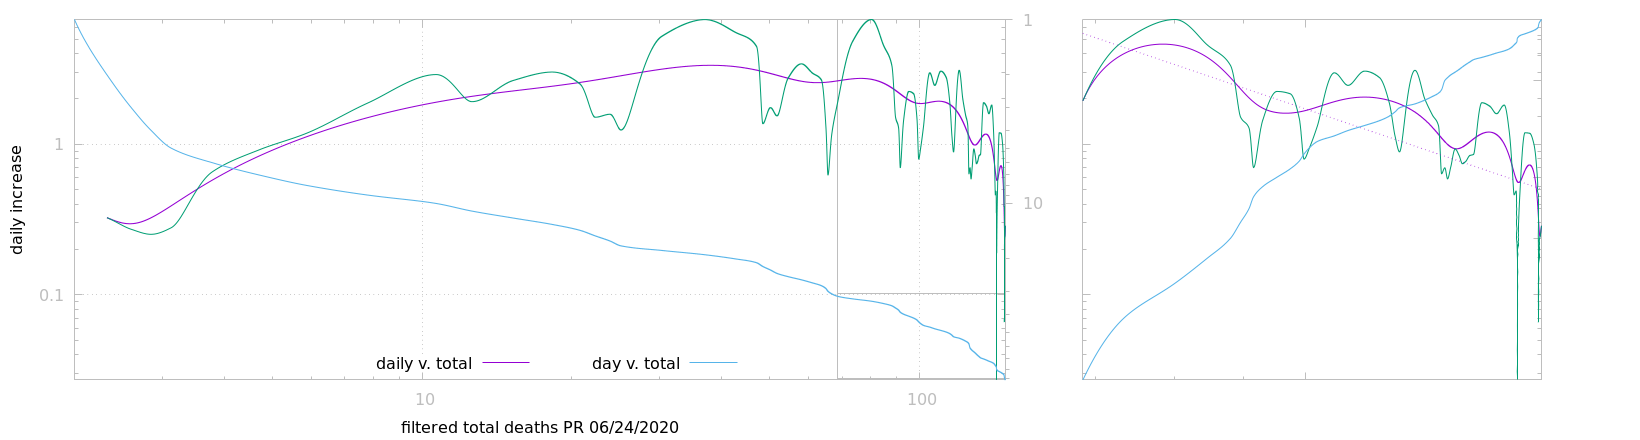 daily increase
1
0.1
1
10
daily v. total
day v. total
10
100
filtered total deaths PR 06/24/2020